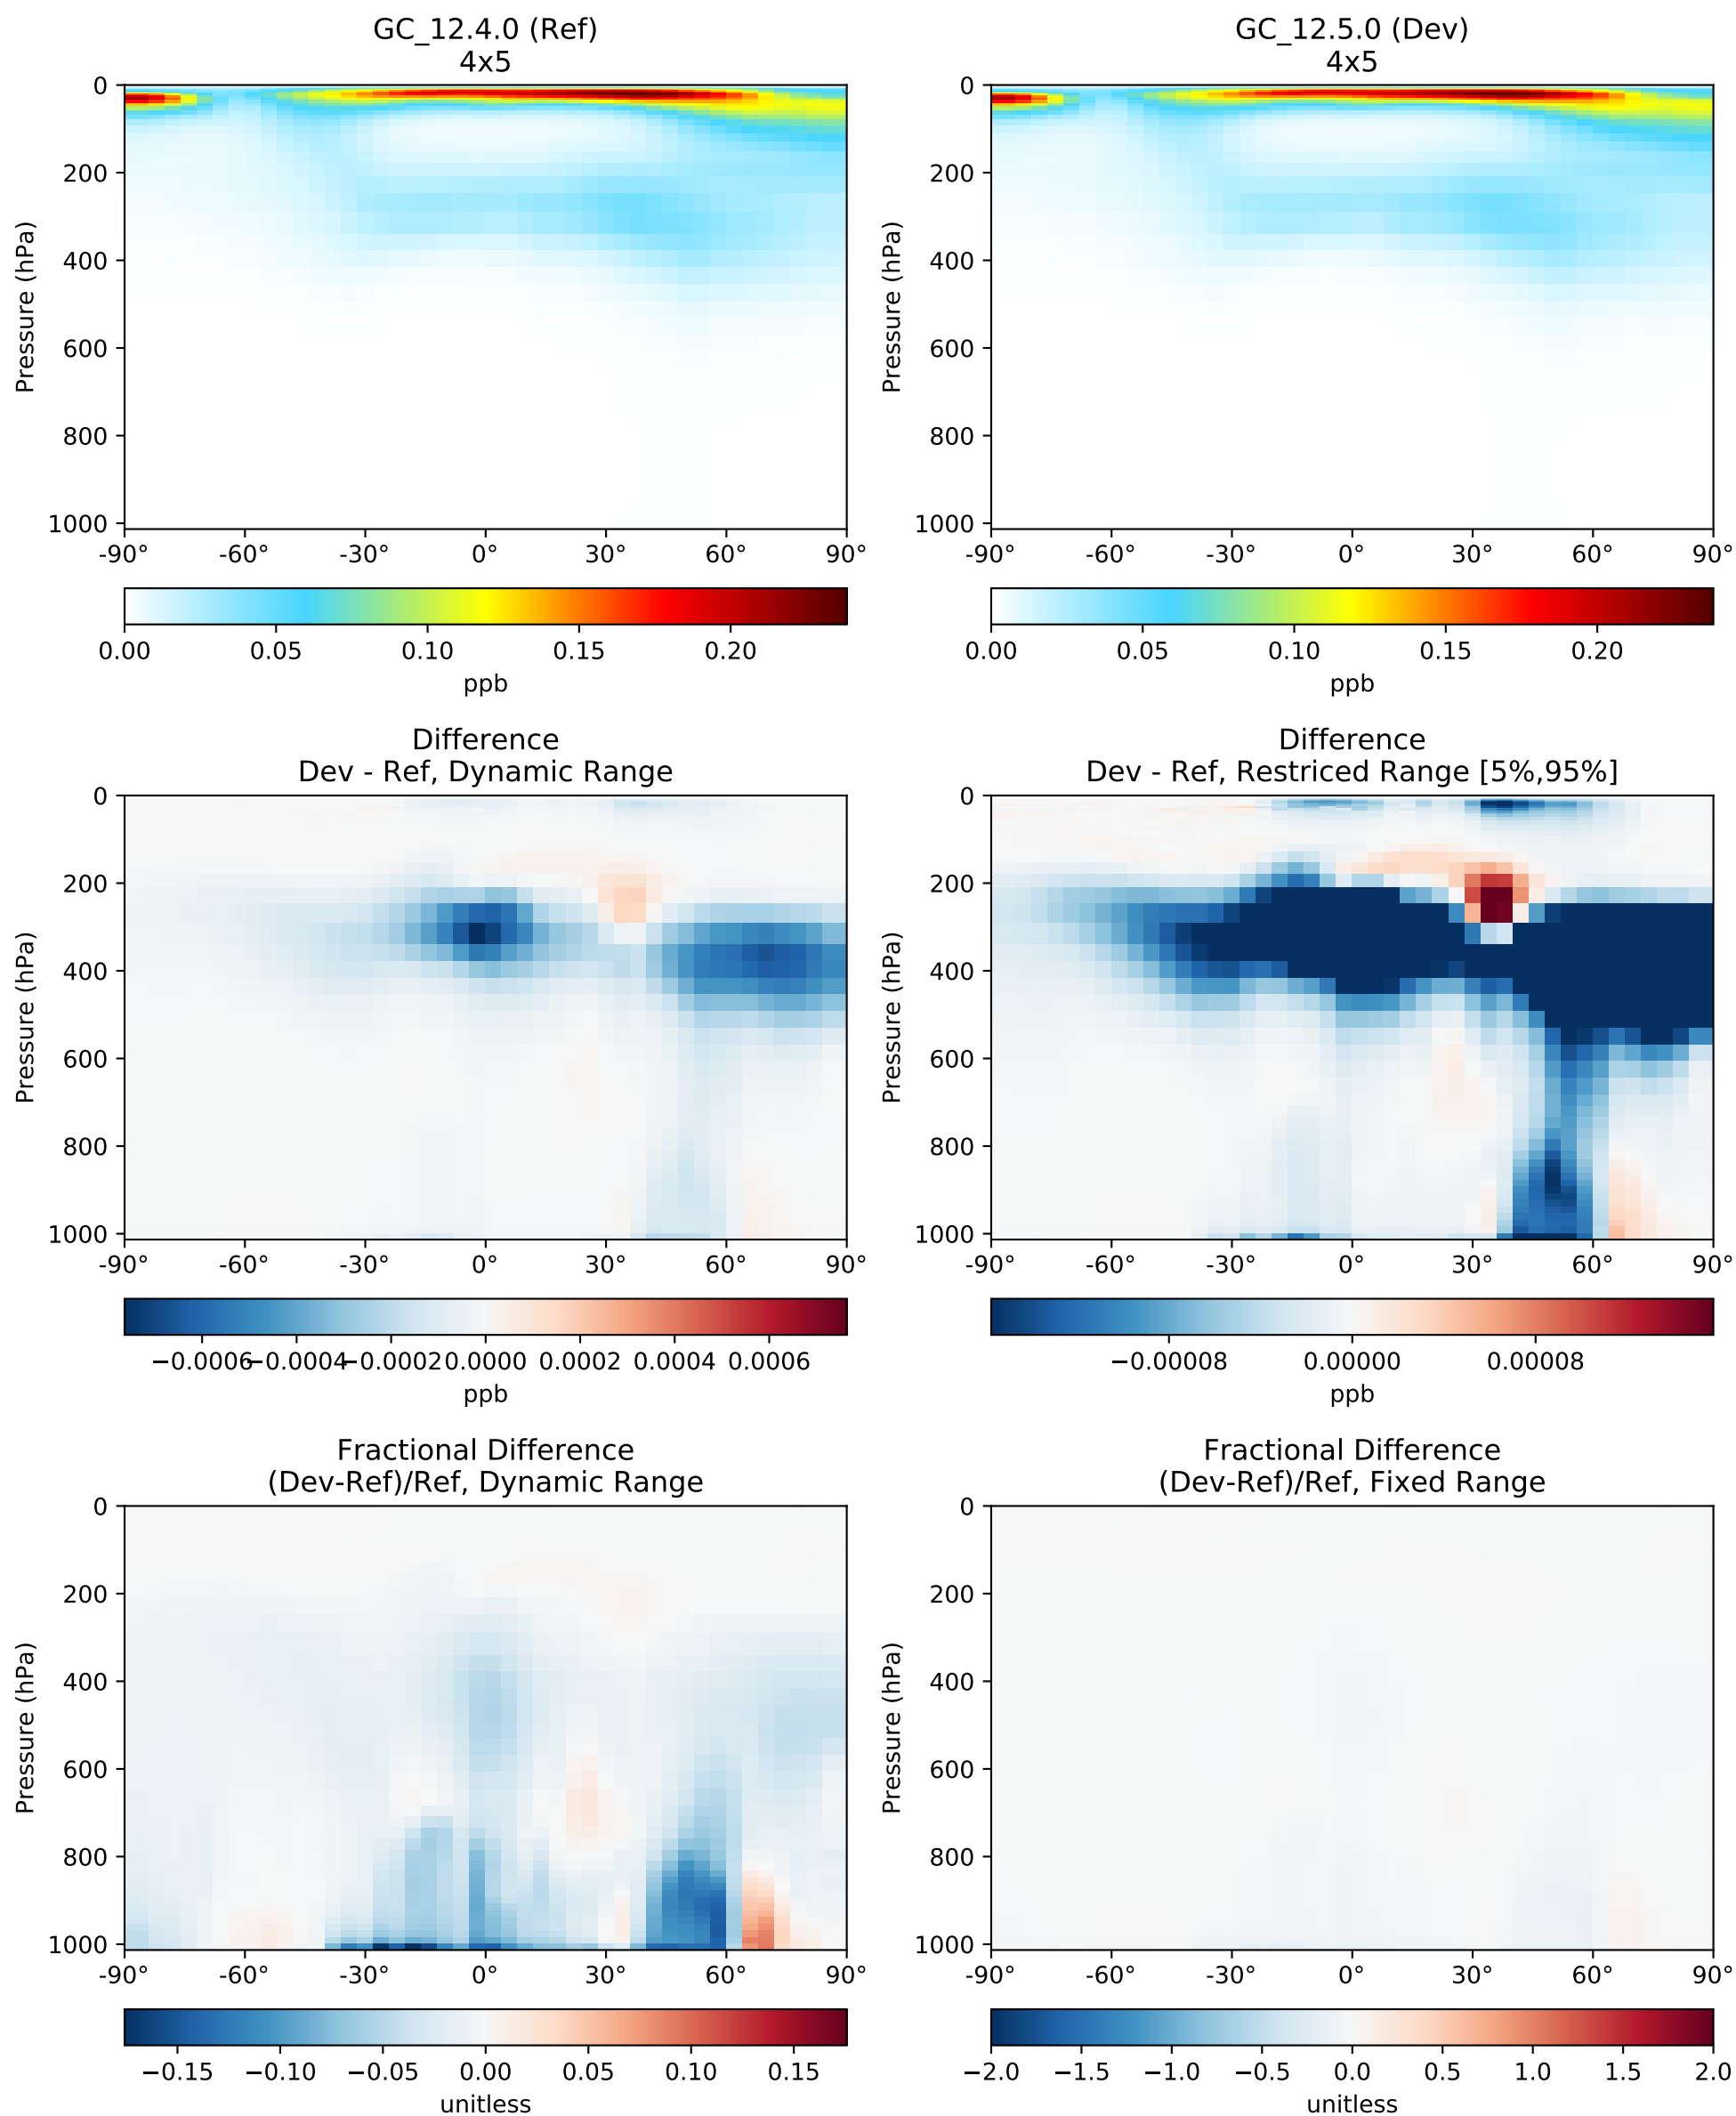 GC_12.4.0 (Ref)
4x5
GC_12.5.0 (Dev)
4x5
Pressure (hPa)
0
200
400
600
800
1000
-90° -60° -30° 0° 30° 60° 90°
0.00 0.05 0.10 0.15 0.20
ppb
Pressure (hPa)
0
200
400
600
800
1000
-90° -60° -30° 0° 30° 60° 90°
0.00 0.05 0.10 0.15 0.20
ppb
Difference
Dev - Ref, Dynamic Range
Difference
Dev - Ref, Restriced Range [5%,95%]
Pressure (hPa)
0
200
400
600
800
1000
-90° -60° -30° 0° 30° 60° 90°
−0.0006 −0.0004 −0.0002 0.0000 0.0002 0.0004 0.0006
ppb
Pressure (hPa)
0
200
400
600
800
1000
-90° -60° -30° 0° 30° 60° 90°
−0.00008 0.00000 0.00008
ppb
Fractional Difference
(Dev-Ref)/Ref, Dynamic Range
Fractional Difference
(Dev-Ref)/Ref, Fixed Range
Pressure (hPa)
0
200
400
600
800
1000
-90° -60° -30° 0° 30° 60° 90°
−0.15 −0.10 −0.05 0.00 0.05 0.10 0.15
unitless
Pressure (hPa)
0
200
400
600
800
1000
-90° -60° -30° 0° 30° 60° 90°
−2.0 −1.5 −1.0 −0.5 0.0 0.5 1.0 1.5 2.0
unitless